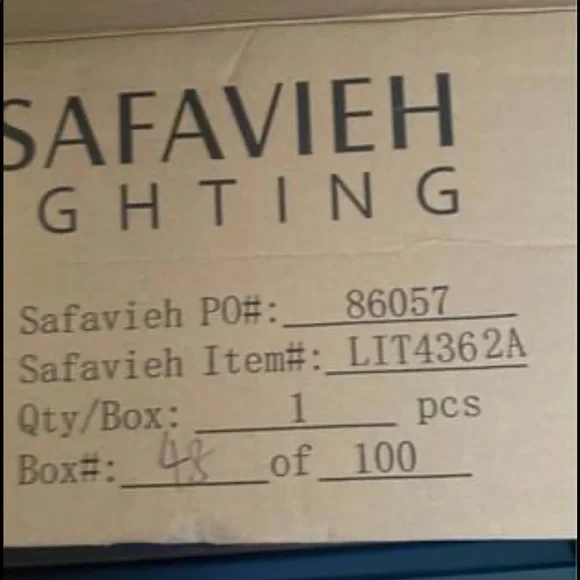 SAFAVIEH
GHTING
Safavieh PO#: 86057
Safavieh Item#: LIT4362A
Qty/Box: 1 pcs
Box#: 48 of 100